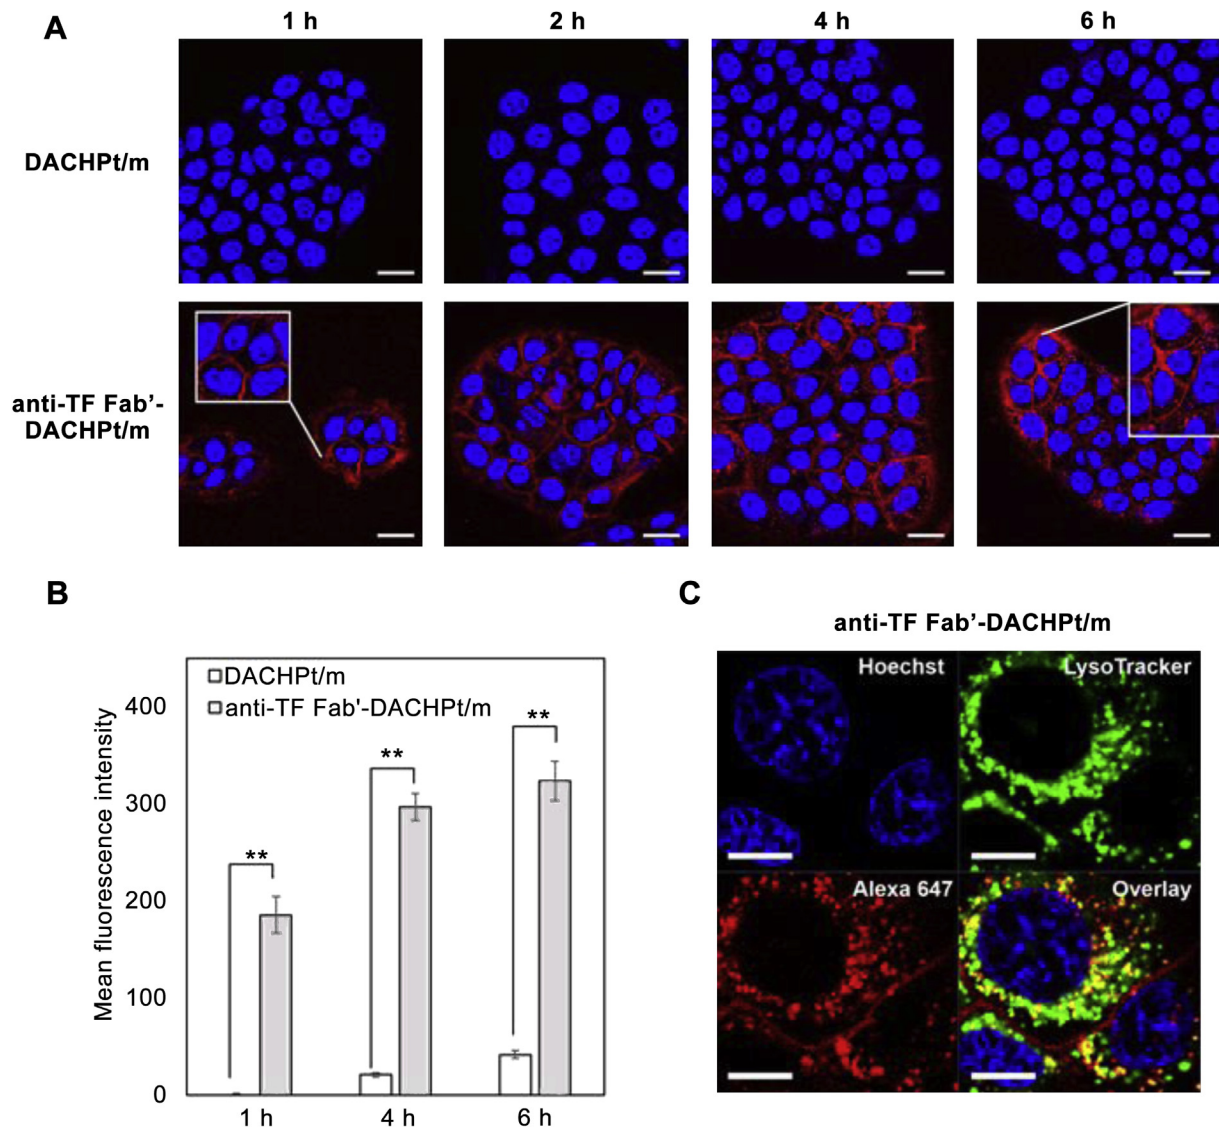 A
1 h 2 h 4 h 6 h
DACHPt/m
anti-TF Fab’-
DACHPt/m
B
Mean fluorescence intensity
400
300
200
100
0
DACHPt/m
anti-TF Fab'-DACHPt/m
**
**
**
1 h 4 h 6 h
C
anti-TF Fab’-DACHPt/m
Hoechst
LysoTracker
Alexa 647
Overlay